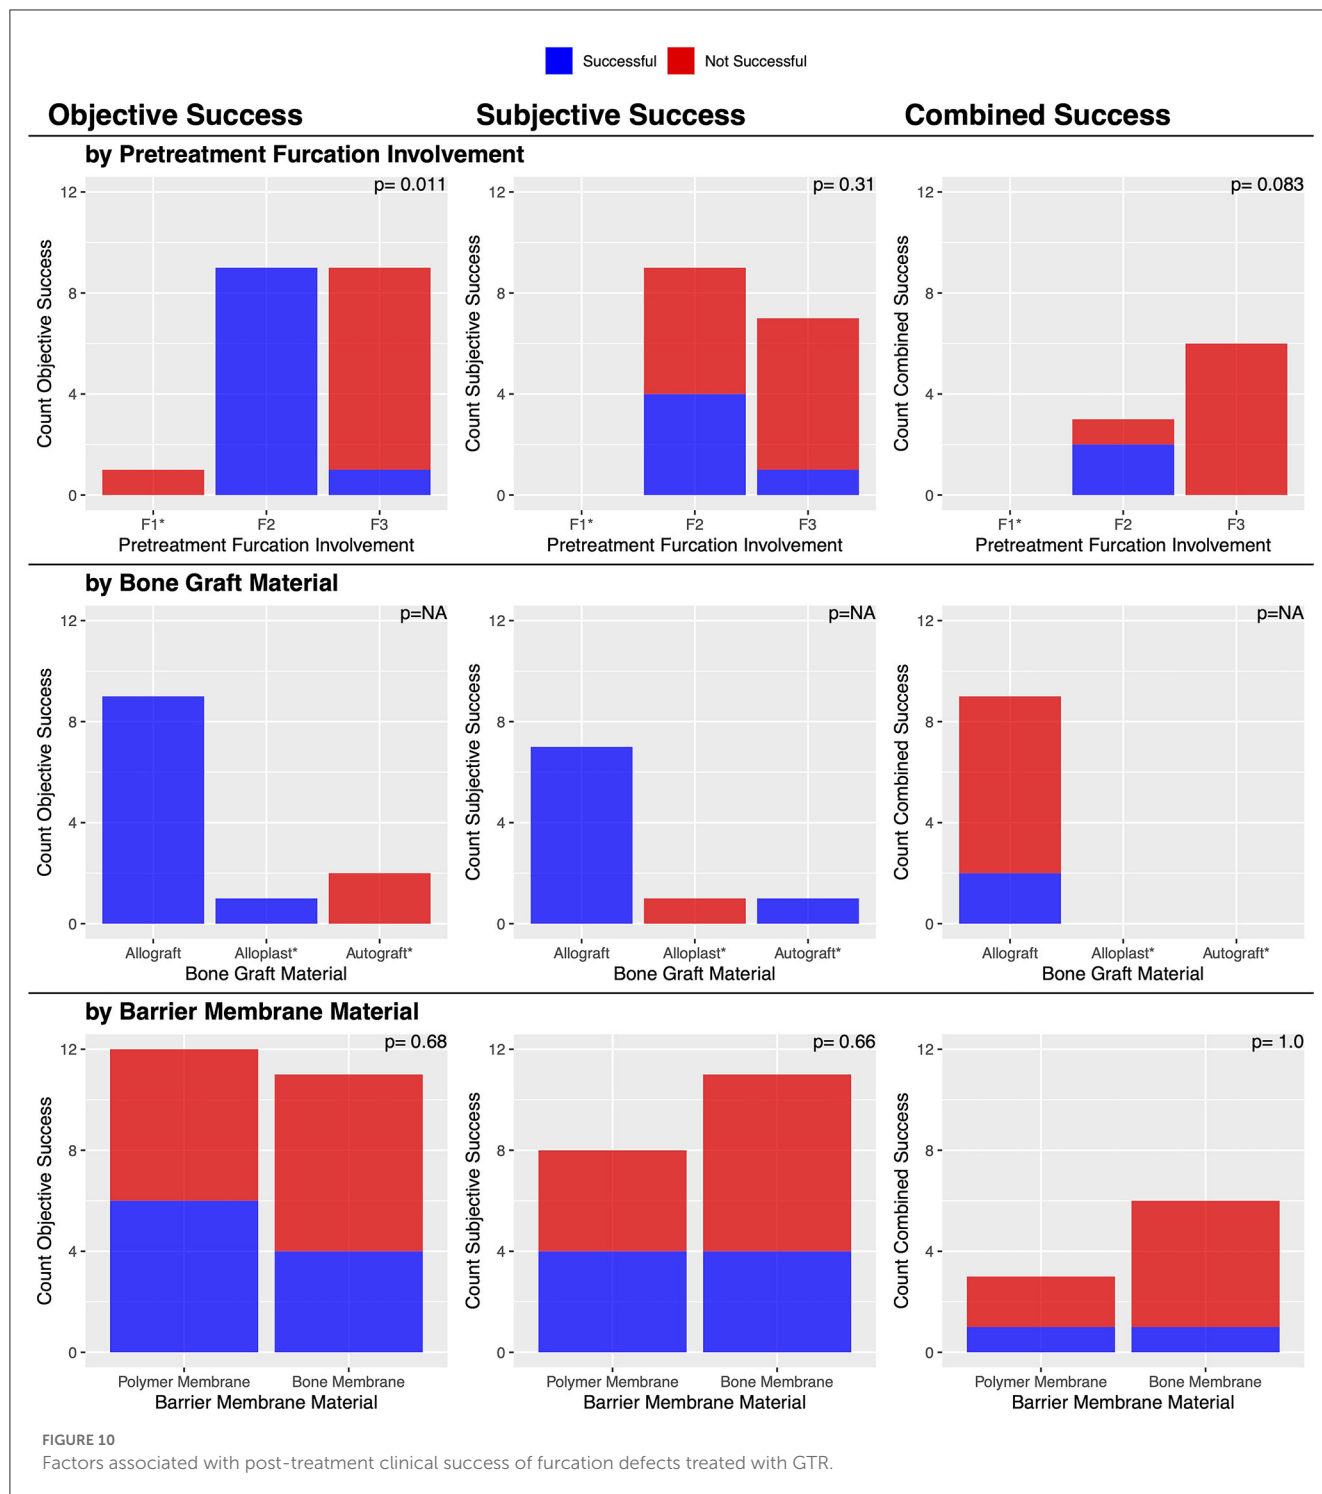 Successful Not Successful
Objective Success Subjective Success Combined Success
by Pretreatment Furcation Involvement
p= 0.011 p= 0.31 p= 0.083
Count Objective Success
12
8
4
0
F1* F2 F3
Pretreatment Furcation Involvement
Count Subjective Success
12
8
4
0
F1* F2 F3
Pretreatment Furcation Involvement
Count Combined Success
12
8
4
0
F1* F2 F3
Pretreatment Furcation Involvement
by Bone Graft Material
p=NA p=NA p=NA
Count Objective Success
12
8
4
0
Allograft Alloplast* Autograft*
Bone Graft Material
Count Subjective Success
12
8
4
0
Allograft Alloplast* Autograft*
Bone Graft Material
Count Combined Success
12
8
4
0
Allograft Alloplast* Autograft*
Bone Graft Material
by Barrier Membrane Material
p= 0.68 p= 0.66 p= 1.0
Count Objective Success
12
8
4
0
Polymer Membrane Bone Membrane
Barrier Membrane Material
Count Subjective Success
12
8
4
0
Polymer Membrane Bone Membrane
Barrier Membrane Material
Count Combined Success
12
8
4
0
Polymer Membrane Bone Membrane
Barrier Membrane Material
FIGURE 10
Factors associated with post-treatment clinical success of furcation defects treated with GTR.